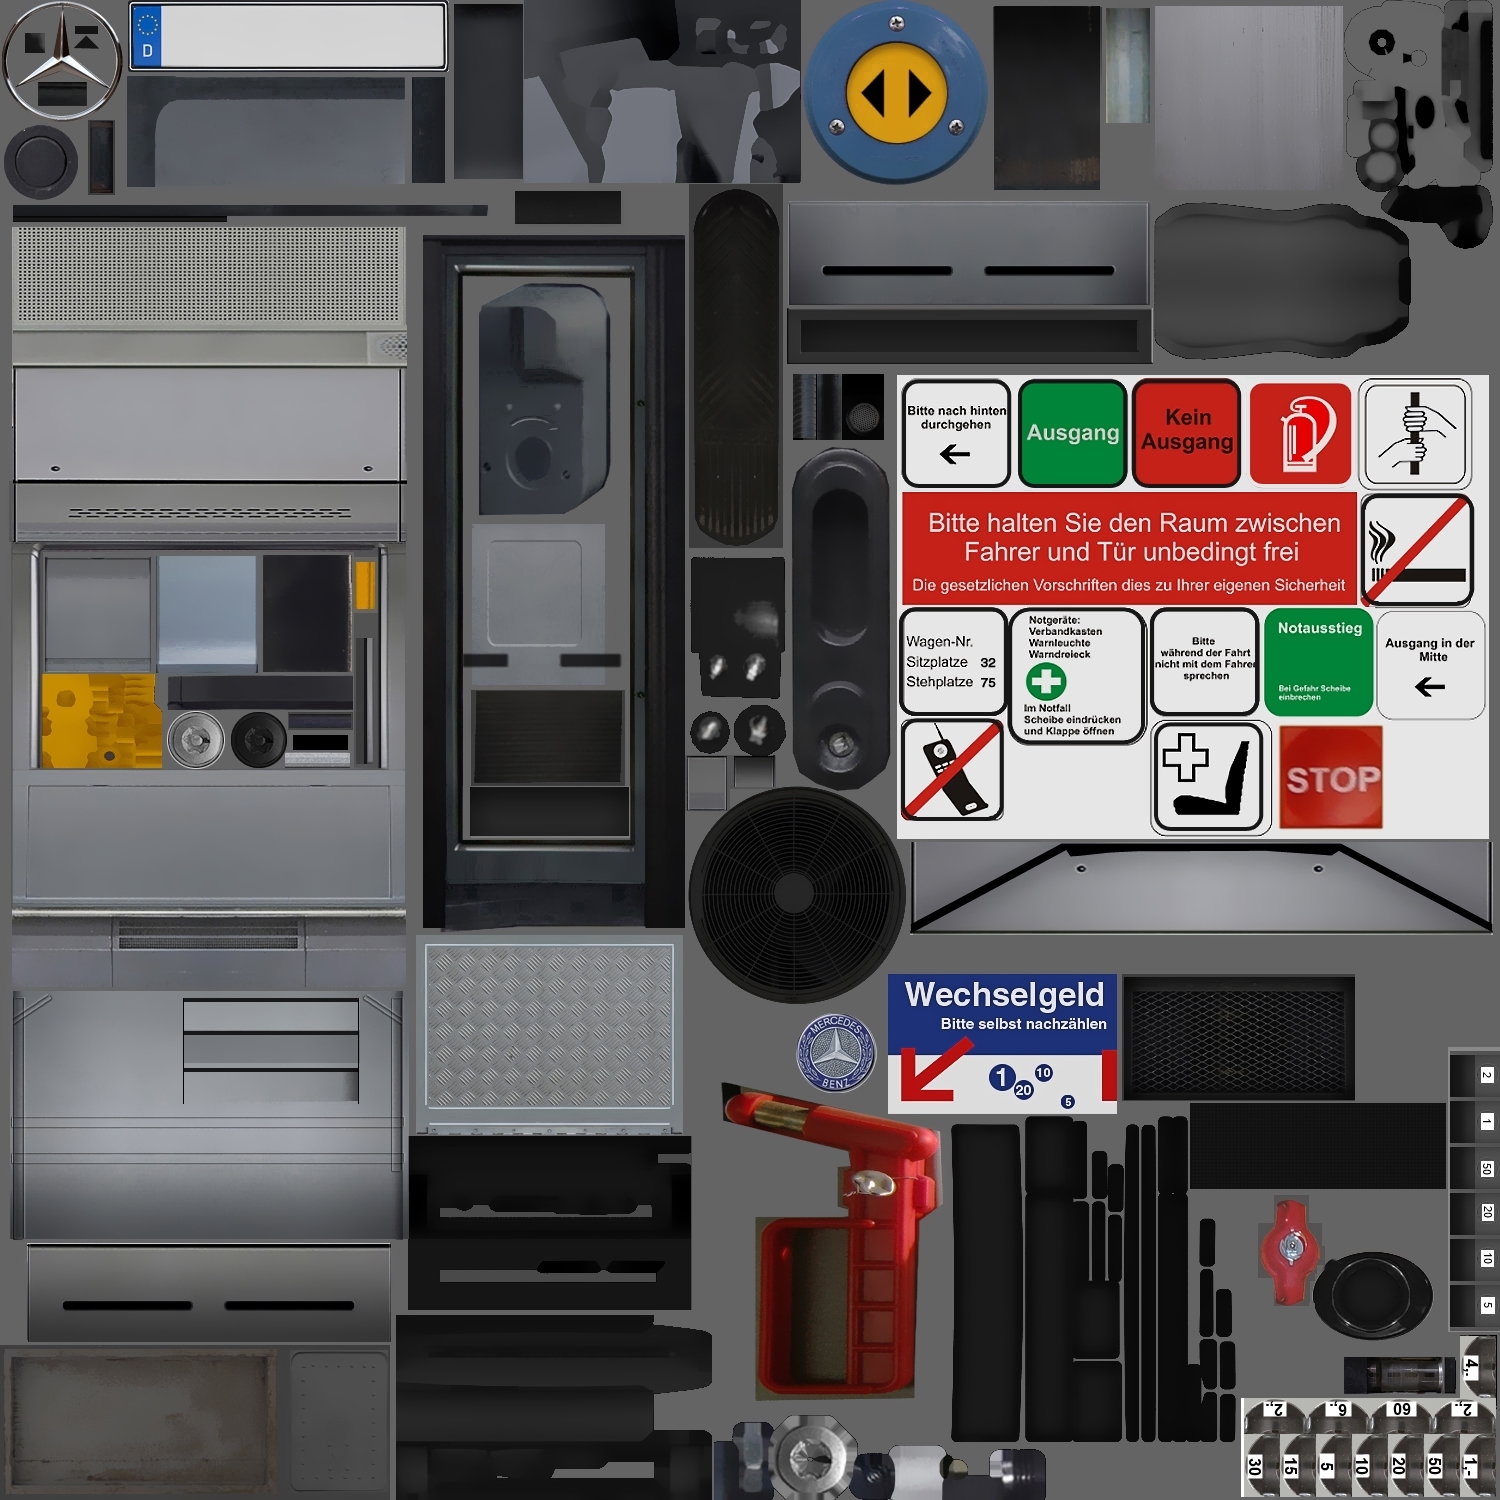 D
Bitte nach hinten
durchgehen
Ausgang
Kein
Ausgang
Bitte halten Sie den Raum zwischen
Fahrer und Tür unbedingt frei
Die gesetzlichen Vorschriften dies zu Ihrer eigenen Sicherheit
Wagen-Nr.
Sitzplatze 32
Stehplatze 75
Notgeräte:
Verbandkasten
Warnleuchte
Warndreieck
Im Notfall
Scheibe eindrücken
und Klappe öffnen
Bitte
während der Fahrt
nicht mit dem Fahrer
sprechen
Notausstieg
Bei Gefahr Scheibe
einbrechen
Ausgang in der
Mitte
STOP
Wechselgeld
Bitte selbst nachzählen
1
20
10
5
MERCEDES
BENZ
2
1
50
20
10
5
4,-
2,-
6,-
60
2,-
30
15
5
10
20
50
1,-